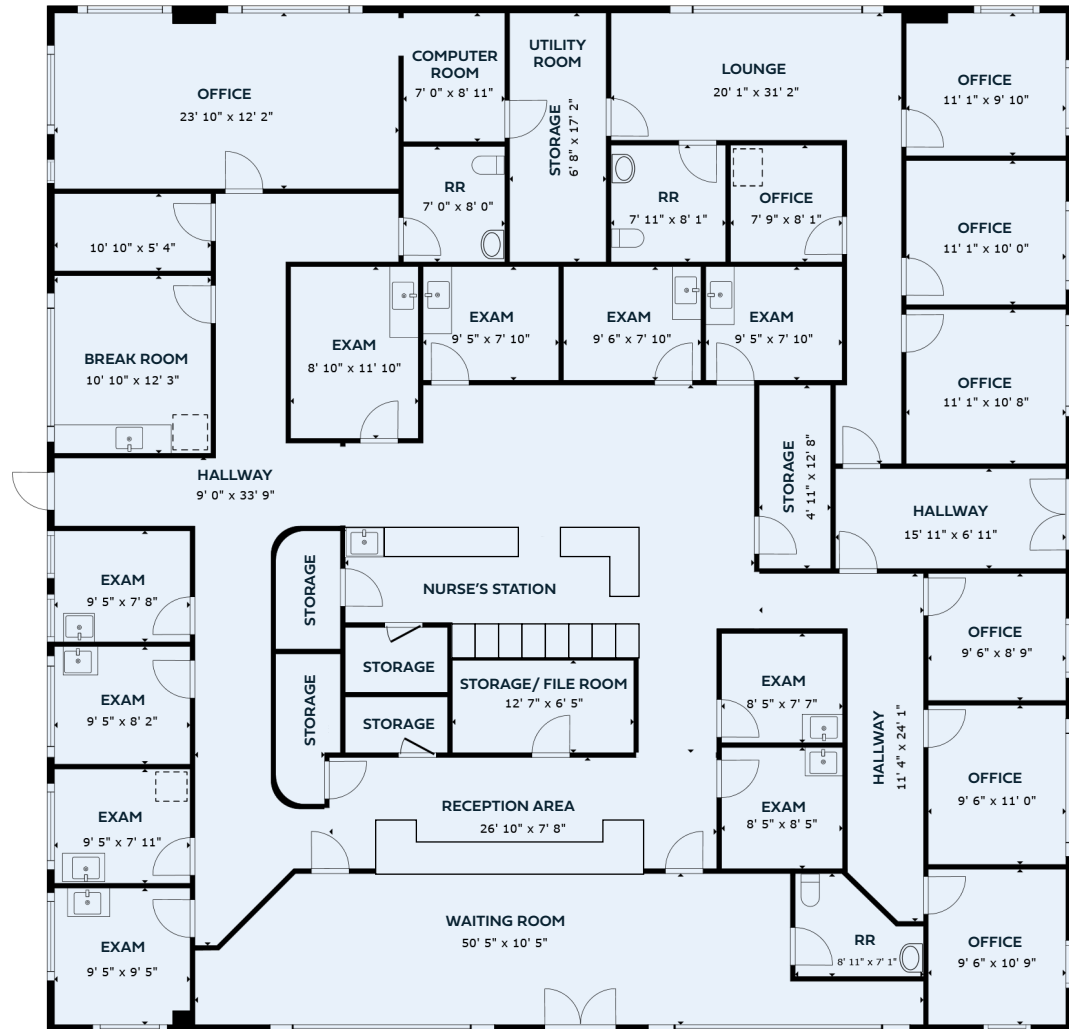 OFFICE
23' 10" x 12' 2"
COMPUTER
ROOM
7' 0" x 8' 11"
UTILITY
ROOM
STORAGE
6' 8" x 17' 2"
LOUNGE
20' 1" x 31' 2"
OFFICE
11' 1" x 9' 10"
RR
7' 0" x 8' 0"
RR
7' 11" x 8' 1"
OFFICE
7' 9" x 8' 1"
OFFICE
11' 1" x 10' 0"
10' 10" x 5' 4"
BREAK ROOM
10' 10" x 12' 3"
EXAM
8' 10" x 11' 10"
EXAM
9' 5" x 7' 10"
EXAM
9' 6" x 7' 10"
EXAM
9' 5" x 7' 10"
OFFICE
11' 1" x 10' 8"
HALLWAY
9' 0" x 33' 9"
STORAGE
4' 11" x 12' 8"
HALLWAY
15' 11" x 6' 11"
EXAM
9' 5" x 7' 8"
STORAGE
NURSE'S STATION
OFFICE
9' 6" x 8' 9"
EXAM
9' 5" x 8' 2"
STORAGE
STORAGE
STORAGE
STORAGE/ FILE ROOM
12' 7" x 6' 5"
EXAM
8' 5" x 7' 7"
HALLWAY
11' 4" x 24' 1"
OFFICE
9' 6" x 11' 0"
EXAM
9' 5" x 7' 11"
RECEPTION AREA
26' 10" x 7' 8"
EXAM
8' 5" x 8' 5"
EXAM
9' 5" x 9' 5"
WAITING ROOM
50' 5" x 10' 5"
RR
8' 11" x 7' 1"
OFFICE
9' 6" x 10' 9"